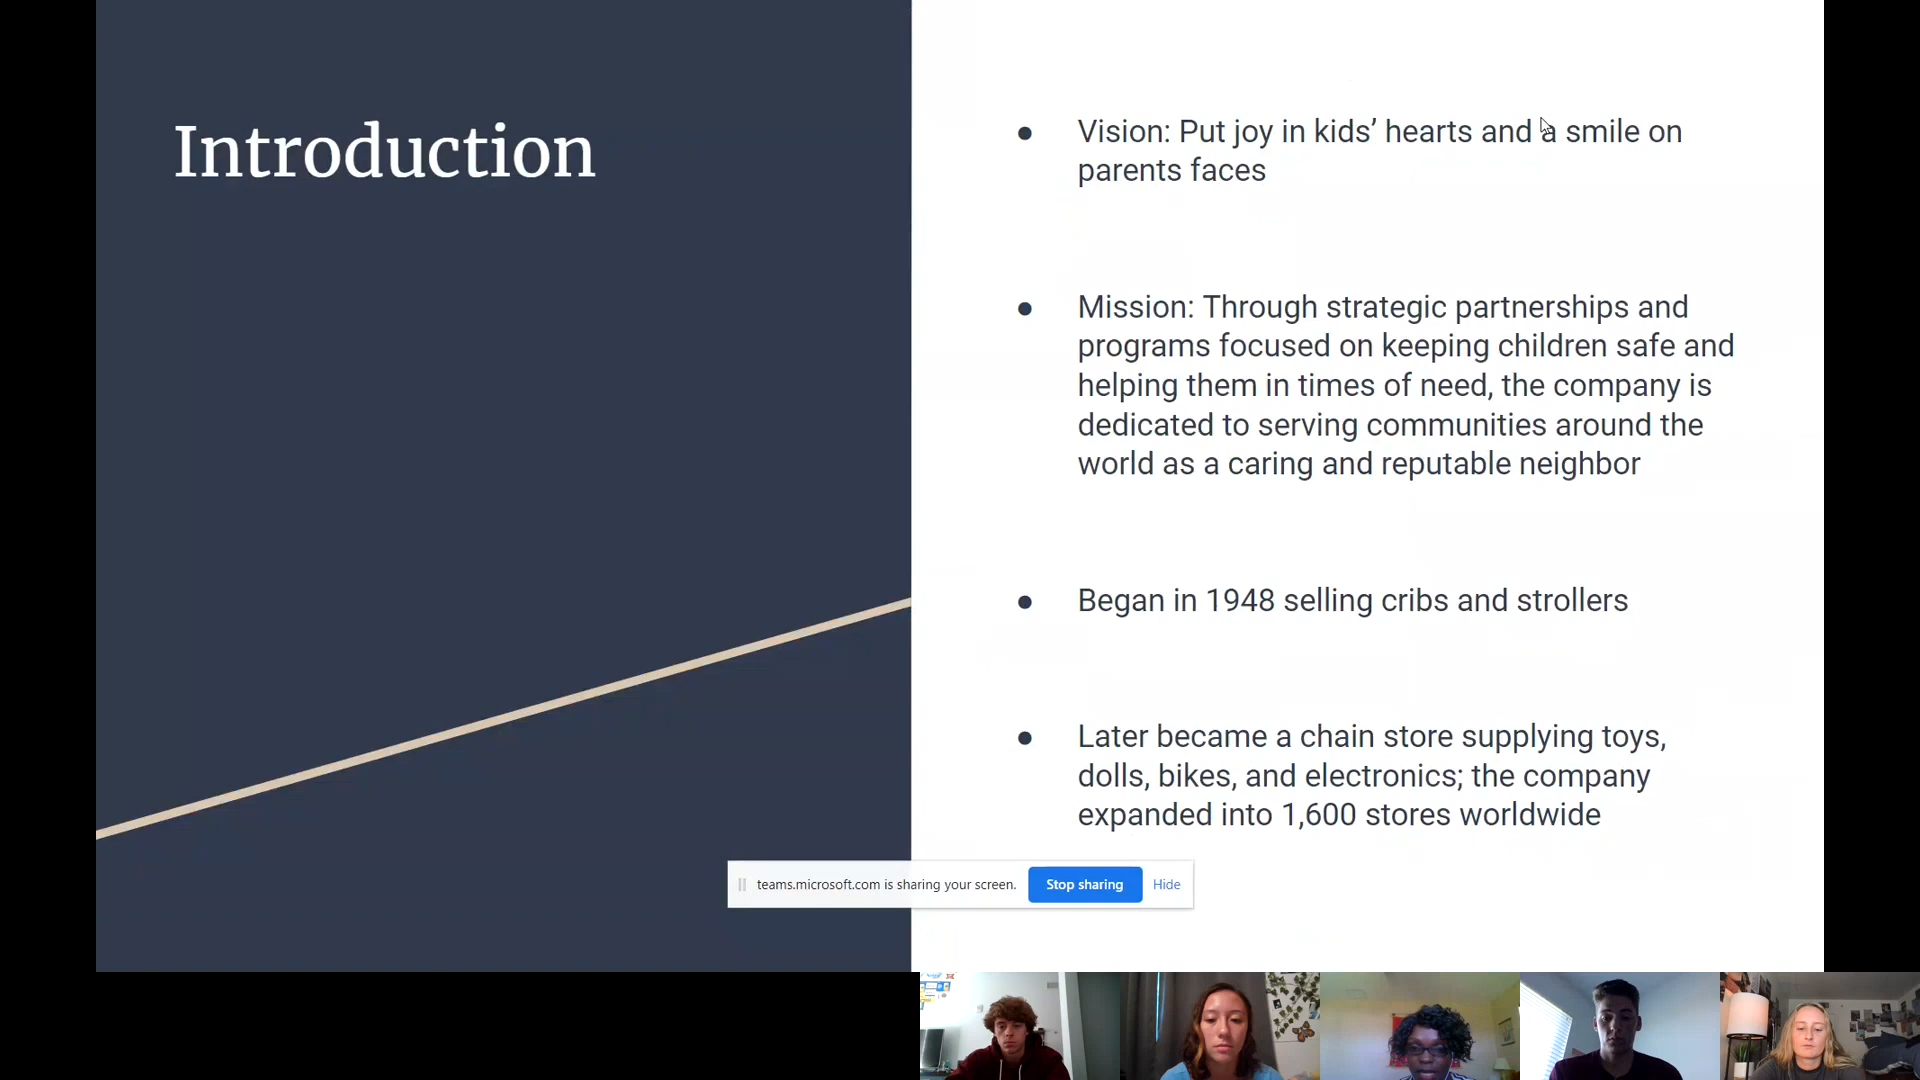 Introduction
● Vision: Put joy in kids’ hearts and a smile on
parents faces
● Mission: Through strategic partnerships and
programs focused on keeping children safe and
helping them in times of need, the company is
dedicated to serving communities around the
world as a caring and reputable neighbor
● Began in 1948 selling cribs and strollers
● Later became a chain store supplying toys,
dolls, bikes, and electronics; the company
expanded into 1,600 stores worldwide
teams.microsoft.com is sharing your screen. Stop sharing Hide